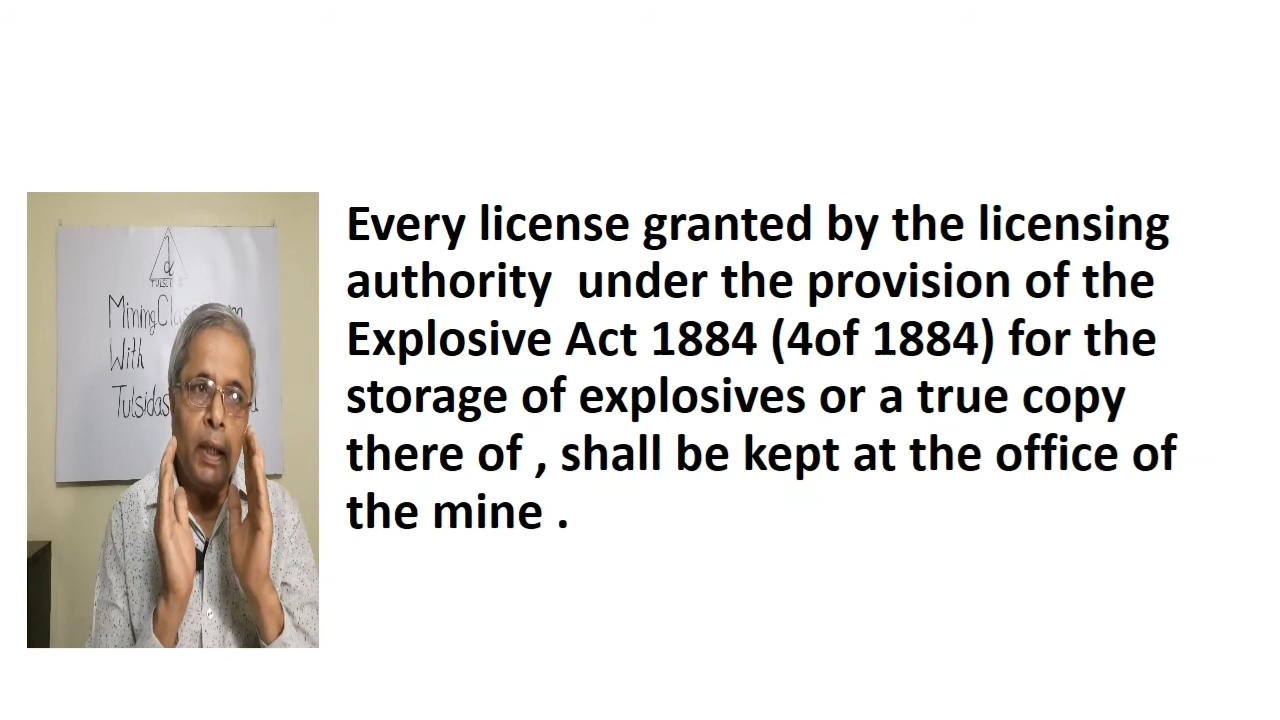 TULSI
Mining
With
Tulsidas
Every license granted by the licensing
authority  under the provision of the
Explosive Act 1884 (4of 1884) for the
storage of explosives or a true copy
there of , shall be kept at the office of
the mine .